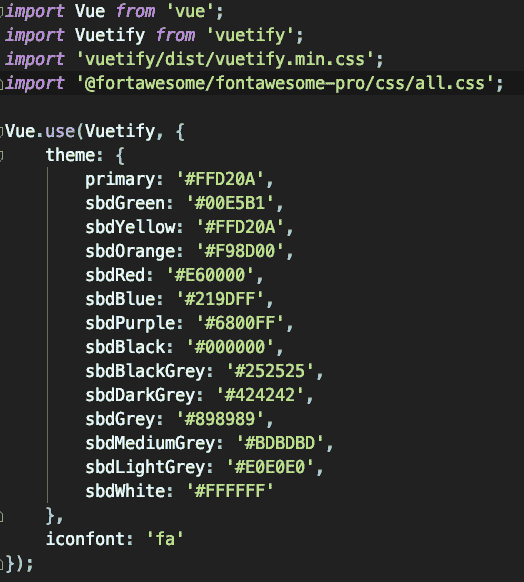 import Vue from 'vue';
import Vuetify from 'vuetify';
import 'vuetify/dist/vuetify.min.css';
import '@fortawesome/fontawesome-pro/css/all.css';

Vue.use(Vuetify, {
    theme: {
        primary: '#FFD20A',
        sbdGreen: '#00E5B1',
        sbdYellow: '#FFD20A',
        sbdOrange: '#F98D00',
        sbdRed: '#E60000',
        sbdBlue: '#219DFF',
        sbdPurple: '#6800FF',
        sbdBlack: '#000000',
        sbdBlackGrey: '#252525',
        sbdDarkGrey: '#424242',
        sbdGrey: '#898989',
        sbdMediumGrey: '#BDBDBD',
        sbdLightGrey: '#E0E0E0',
        sbdWhite: '#FFFFFF'
    },
    iconfont: 'fa'
});